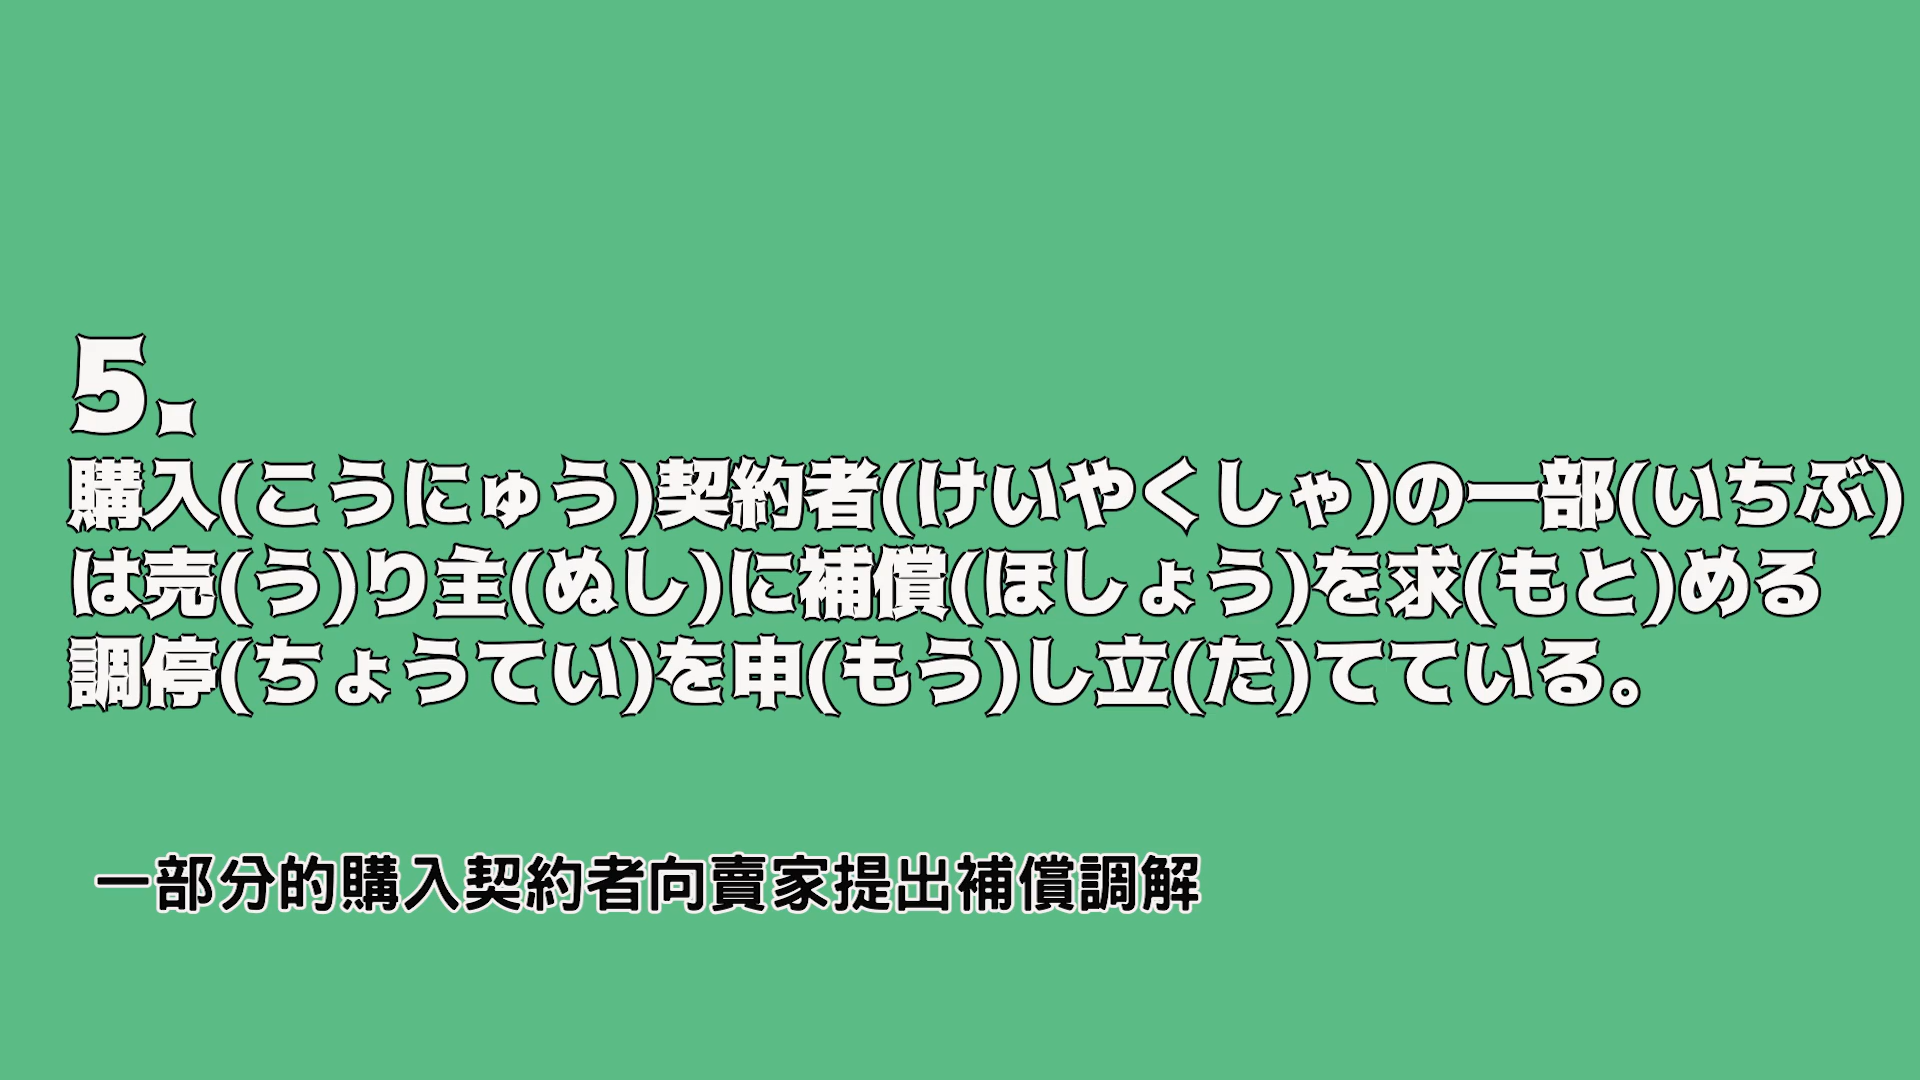 5.
購入(こうにゅう)契約者(けいやくしゃ)の一部(いちぶ)
は売(う)り主(ぬし)に補償(ほしょう)を求(もと)める
調停(ちょうてい)を申(もう)し立(た)てている。
一部分的購入契約者向賣家提出補償調解